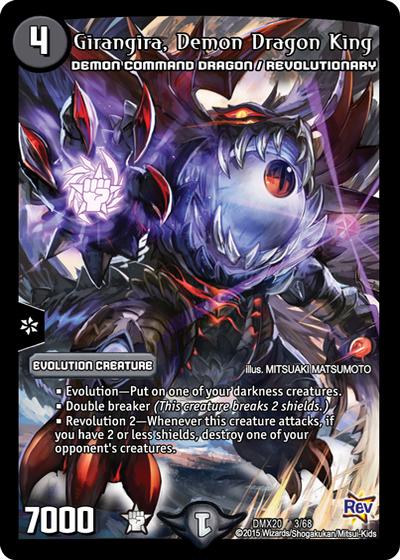 4
Girangira, Demon Dragon King
DEMON COMMAND DRAGON / REVOLUTIONARY
EVOLUTION CREATURE
illus. MITSUAKI MATSUMOTO
▪ Evolution—Put on one of your darkness creatures.
▪ Double breaker (This creature breaks 2 shields.)
▪ Revolution 2—Whenever this creature attacks, if
you have 2 or less shields, destroy one of your
opponent's creatures.
7000
DMX20 3/68
Rev
©2015 Wizards/Shogakukan/Mitsui-Kids